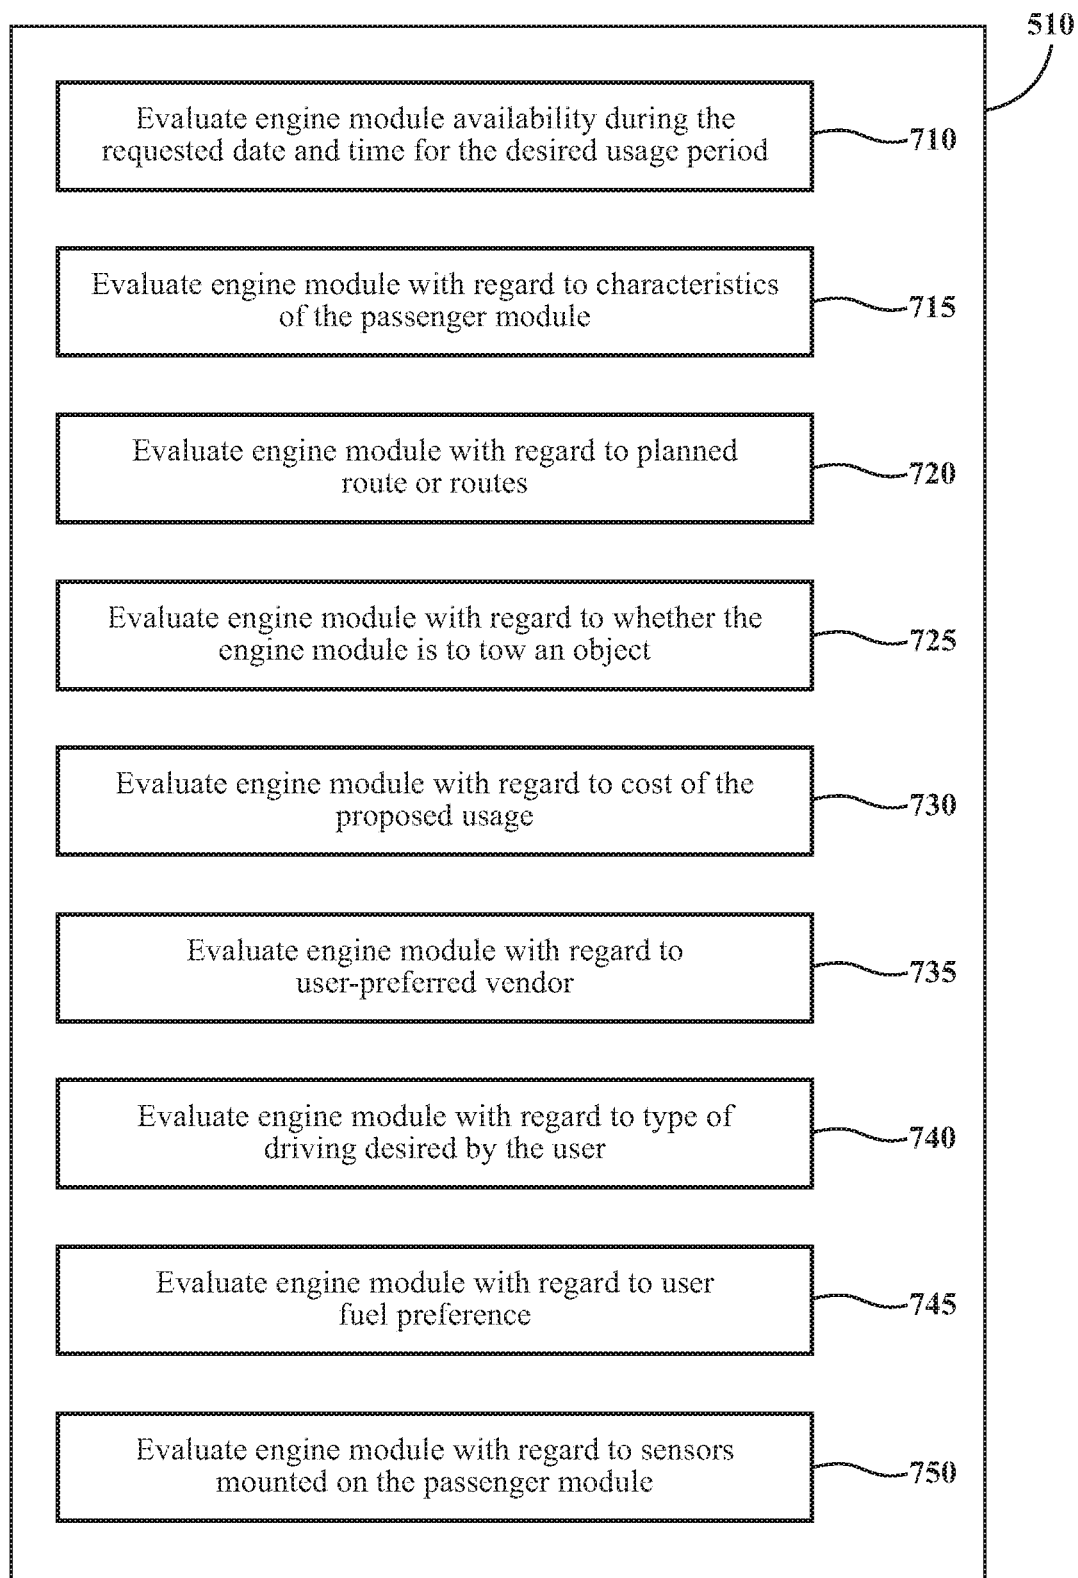 510
Evaluate engine module availability during the
requested date and time for the desired usage period
710
Evaluate engine module with regard to characteristics
of the passenger module
715
Evaluate engine module with regard to planned
route or routes
720
Evaluate engine module with regard to whether the
engine module is to tow an object
725
Evaluate engine module with regard to cost of the
proposed usage
730
Evaluate engine module with regard to
user-preferred vendor
735
Evaluate engine module with regard to type of
driving desired by the user
740
Evaluate engine module with regard to user
fuel preference
745
Evaluate engine module with regard to sensors
mounted on the passenger module
750